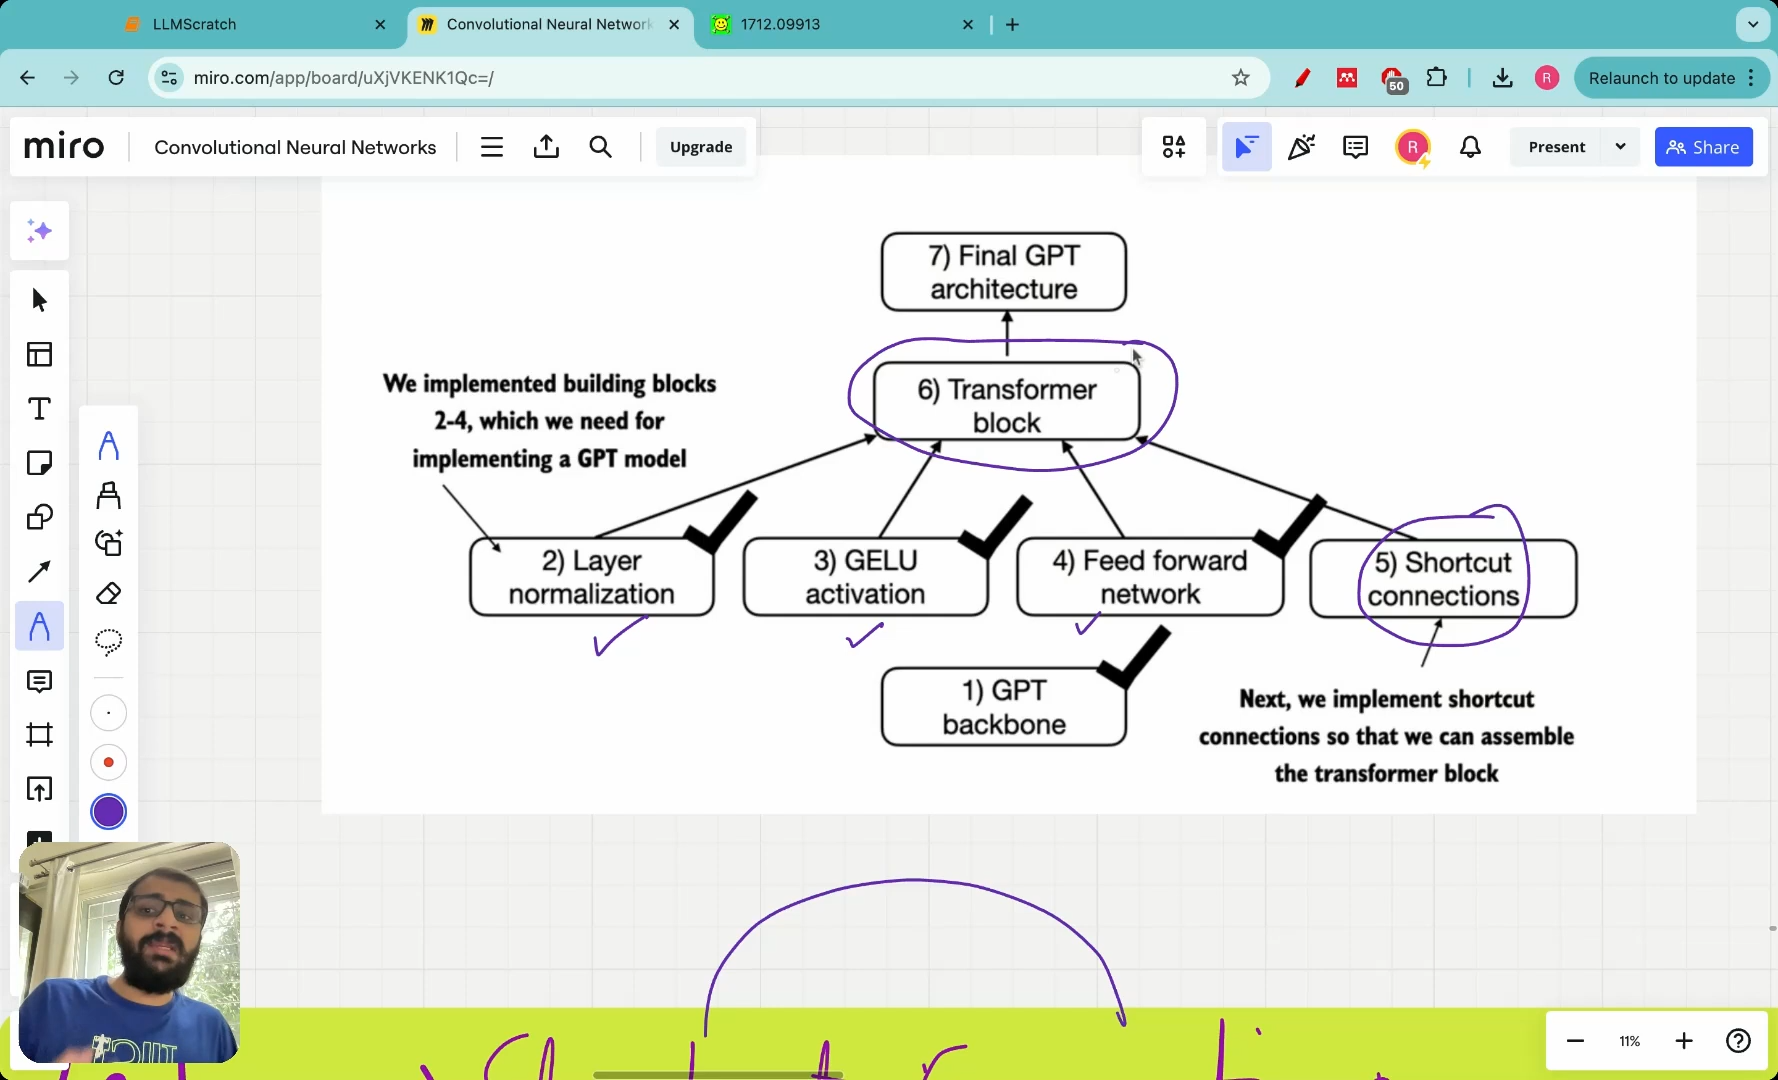 LLMScratch
Convolutional Neural Network
1712.09913
miro.com/app/board/uXjVKENK1Qc=/
50
R
Relaunch to update
miro
Convolutional Neural Networks
Upgrade
R
Present
Share
7) Final GPT
architecture
6) Transformer
block
We implemented building blocks
2-4, which we need for
implementing a GPT model
2) Layer
normalization
3) GELU
activation
4) Feed forward
network
5) Shortcut
connections
1) GPT
backbone
Next, we implement shortcut
connections so that we can assemble
the transformer block
11%